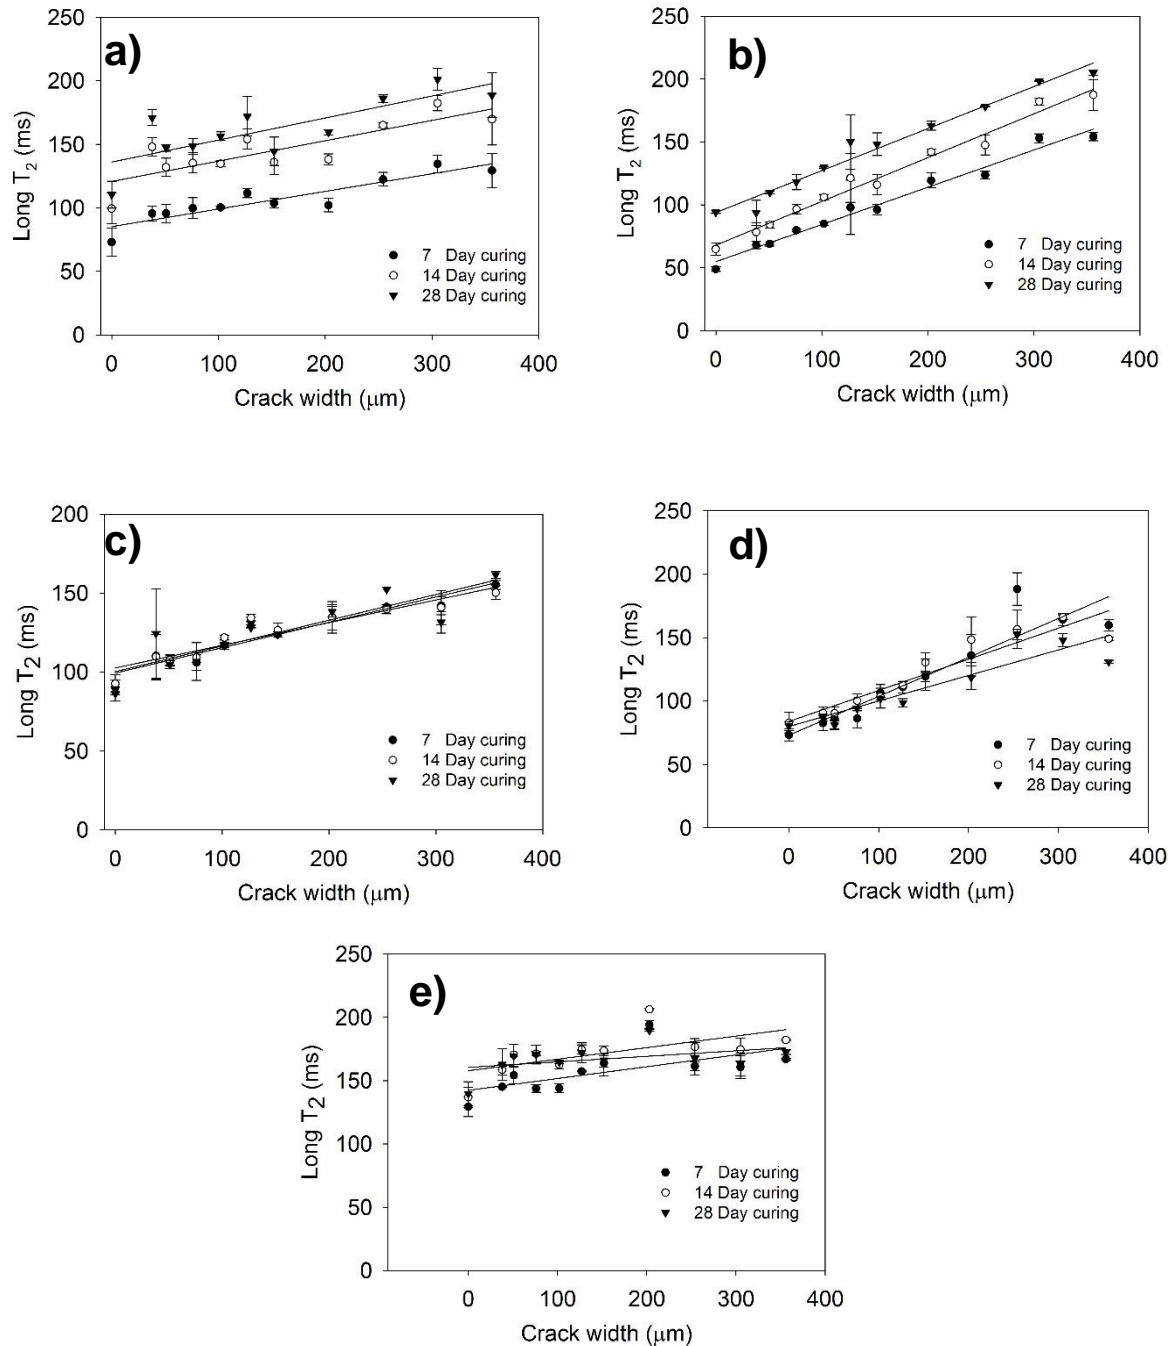 a)
250
200
150
100
50
0
Long T2 (ms)
7 Day curing
14 Day curing
28 Day curing
0 100 200 300 400
Crack width (μm)
b)
250
200
150
100
50
0
Long T2 (ms)
7 Day curing
14 Day curing
28 Day curing
0 100 200 300 400
Crack width (μm)
c)
200
150
100
50
0
Long T2 (ms)
7 Day curing
14 Day curing
28 Day curing
0 100 200 300 400
Crack width (μm)
d)
250
200
150
100
50
0
Long T2 (ms)
7 Day curing
14 Day curing
28 Day curing
0 100 200 300 400
Crack width (μm)
e)
250
200
150
100
50
0
Long T2 (ms)
7 Day curing
14 Day curing
28 Day curing
0 100 200 300 400
Crack width (μm)